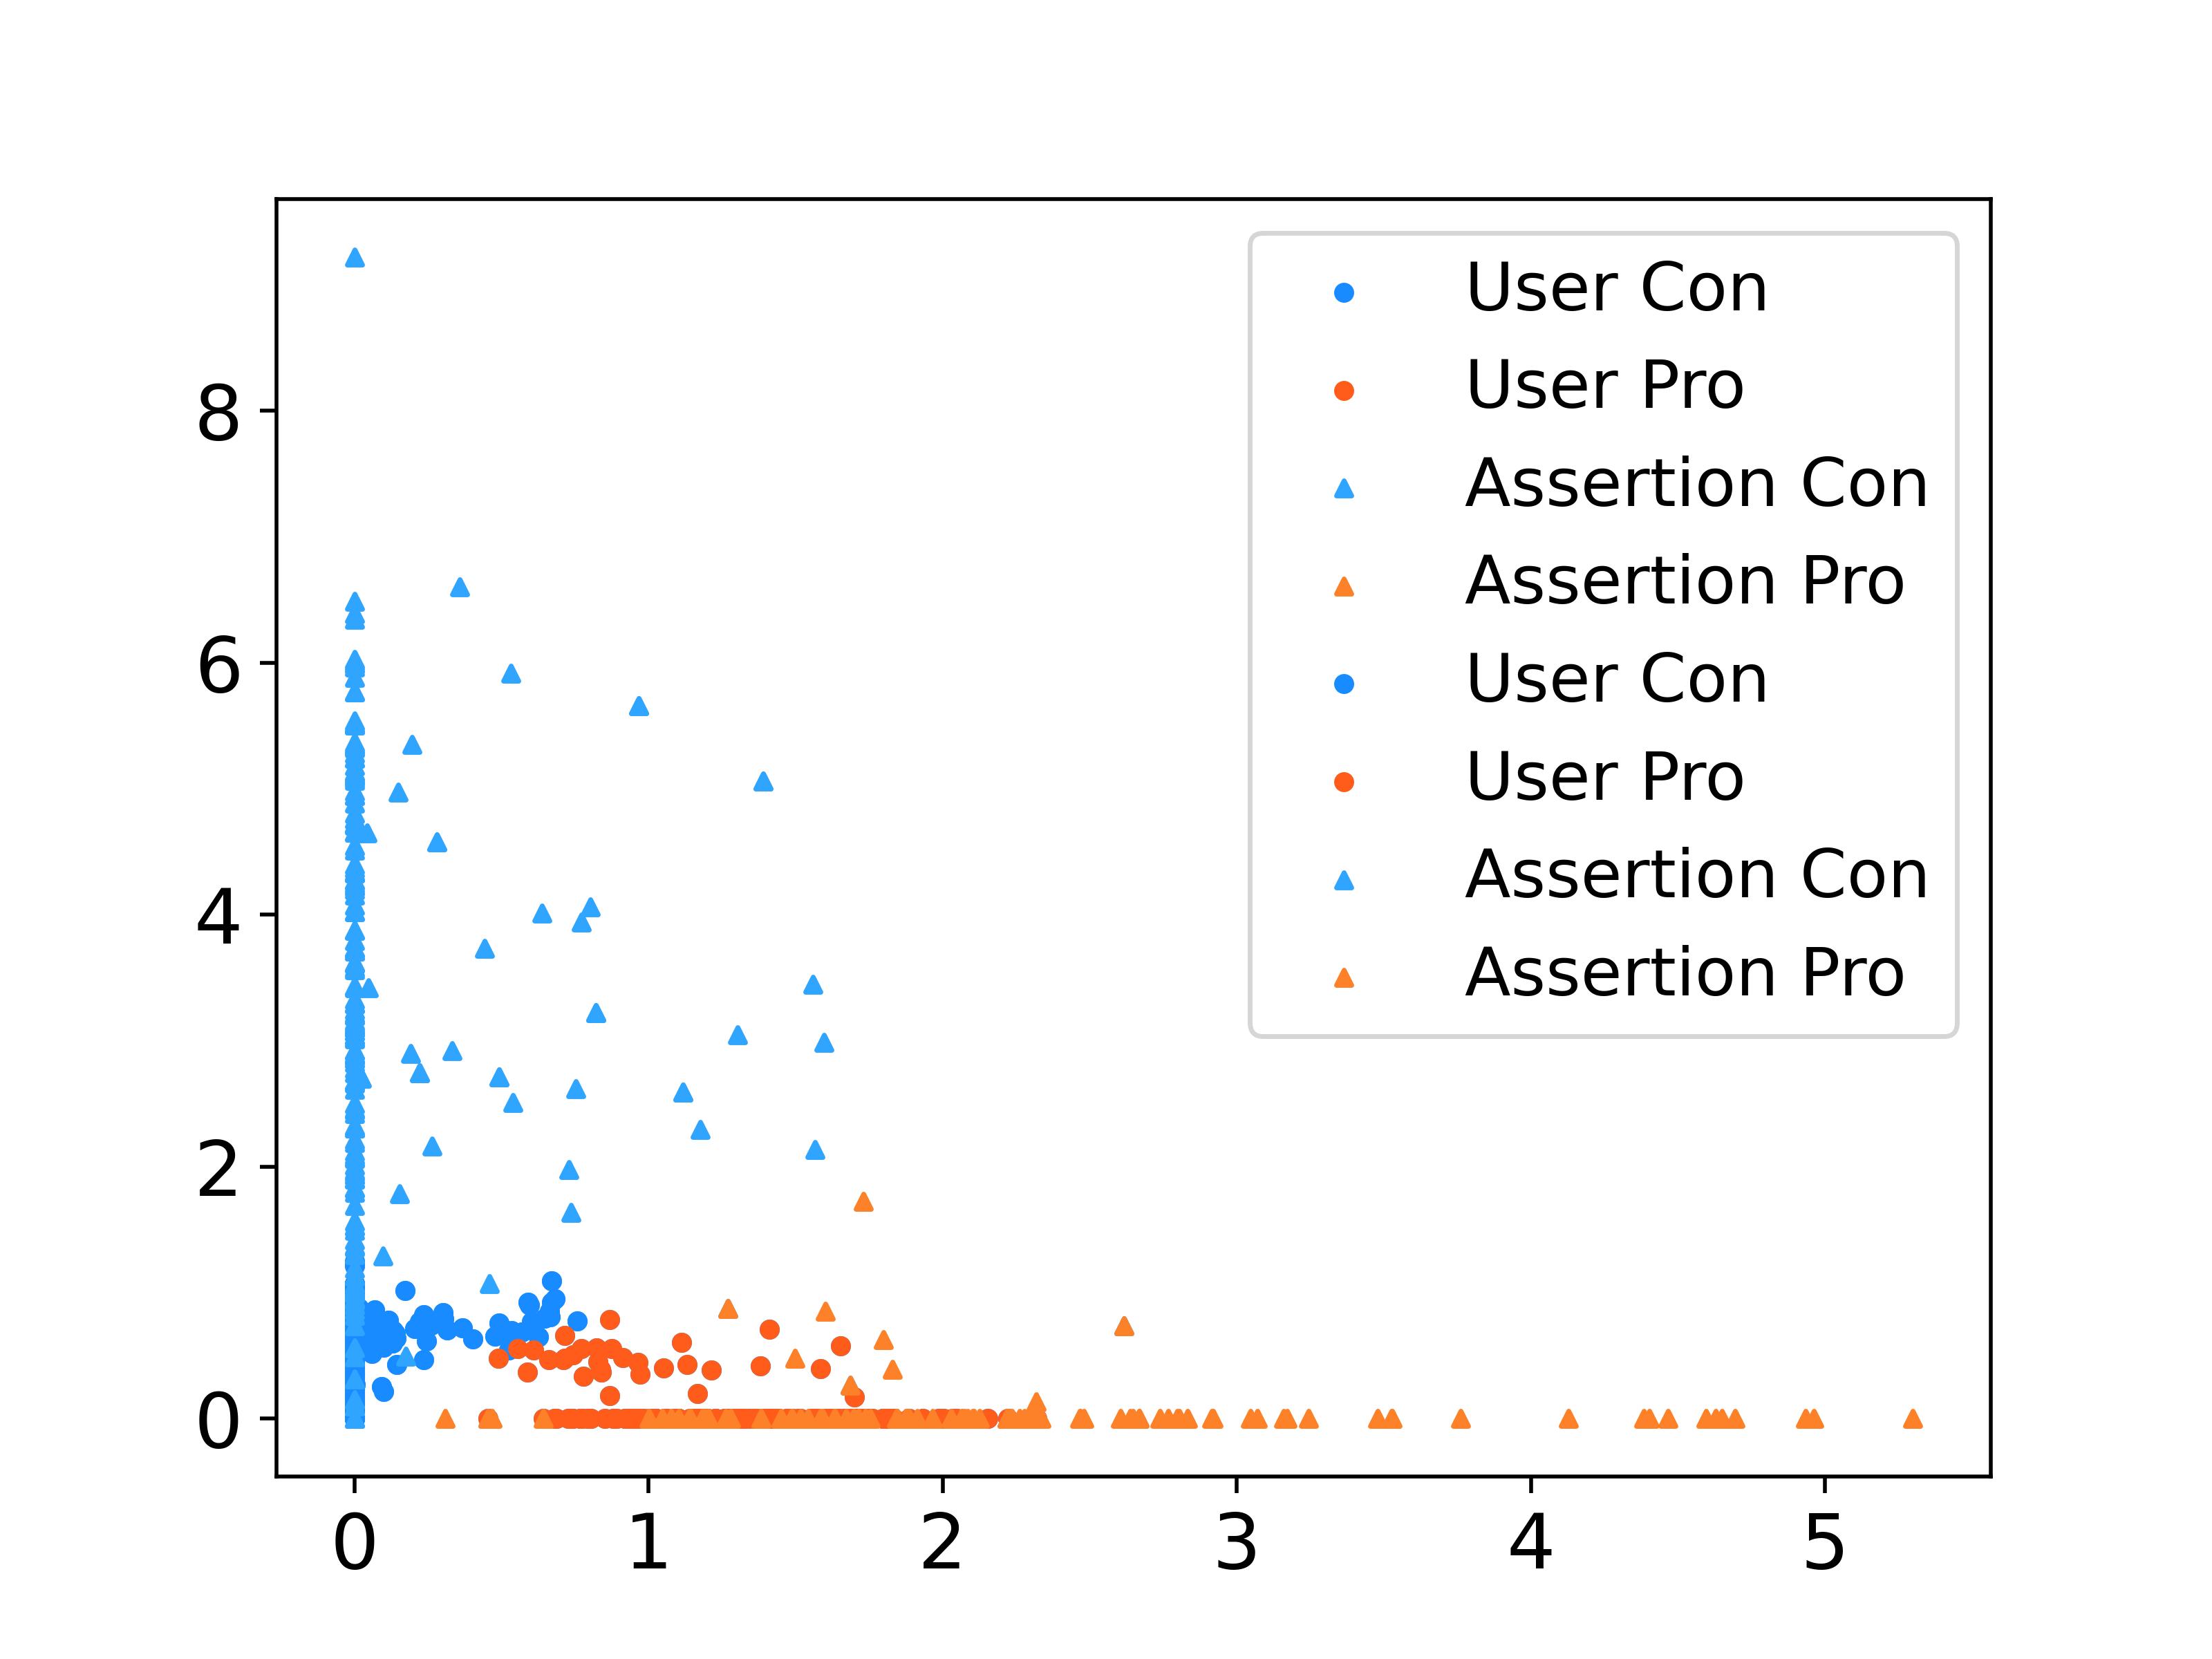 User Con
User Pro
Assertion Con
Assertion Pro
User Con
User Pro
Assertion Con
Assertion Pro
8
6
4
2
0
0 1 2 3 4 5